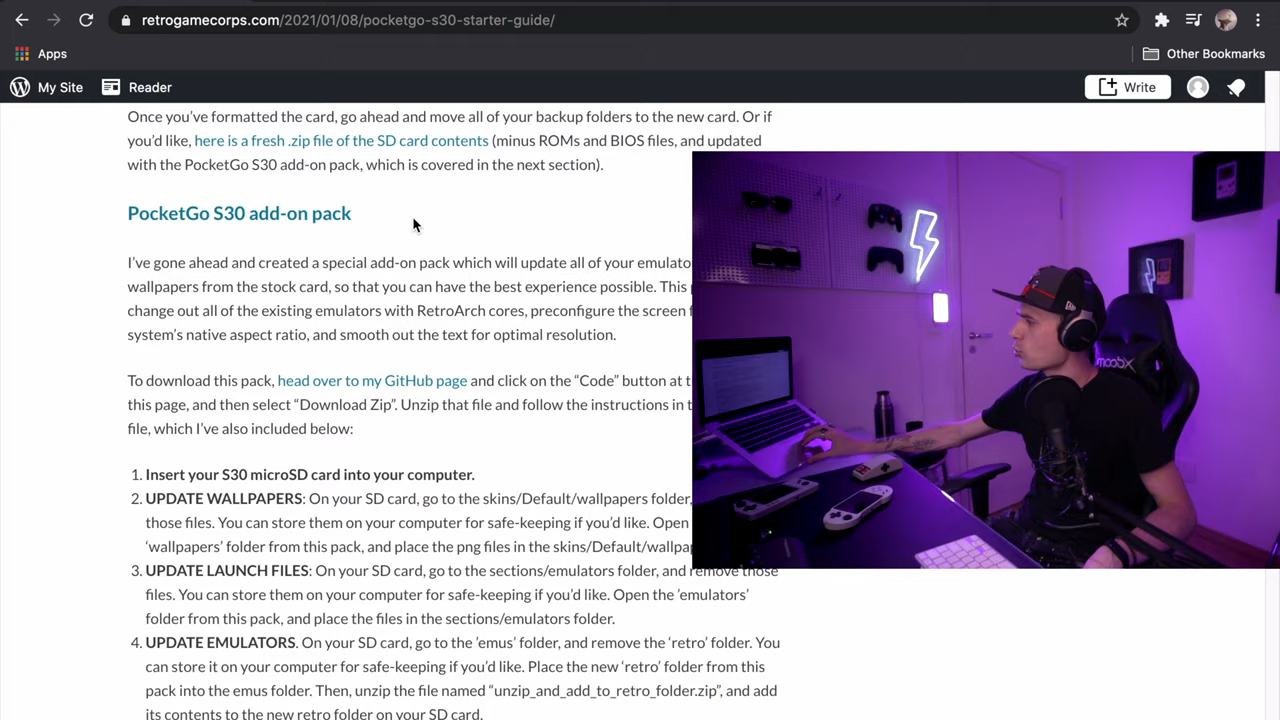 retrogamecorps.com/2021/01/08/pocketgo-s30-starter-guide/
Apps
Other Bookmarks
My Site
Reader
Write
Once you've formatted the card, go ahead and move all of your backup folders to the new card. Or if
you'd like, here is a fresh .zip file of the SD card contents (minus ROMs and BIOS files, and updated
with the PocketGo S30 add-on pack, which is covered in the next section).
PocketGo S30 add-on pack
I've gone ahead and created a special add-on pack which will update all of your emulato
wallpapers from the stock card, so that you can have the best experience possible. This
change out all of the existing emulators with RetroArch cores, preconfigure the screen f
system's native aspect ratio, and smooth out the text for optimal resolution.
To download this pack, head over to my GitHub page and click on the “Code” button at t
this page, and then select “Download Zip”. Unzip that file and follow the instructions in t
file, which I've also included below:
1. Insert your S30 microSD card into your computer.
2. UPDATE WALLPAPERS: On your SD card, go to the skins/Default/wallpapers folder,
those files. You can store them on your computer for safe-keeping if you'd like. Open
'wallpapers' folder from this pack, and place the png files in the skins/Default/wallpa
3. UPDATE LAUNCH FILES: On your SD card, go to the sections/emulators folder, and remove those
files. You can store them on your computer for safe-keeping if you'd like. Open the 'emulators'
folder from this pack, and place the files in the sections/emulators folder.
4. UPDATE EMULATORS. On your SD card, go to the 'emus' folder, and remove the 'retro' folder. You
can store it on your computer for safe-keeping if you'd like. Place the new 'retro' folder from this
pack into the emus folder. Then, unzip the file named “unzip_and_add_to_retro_folder.zip”, and add
its contents to the new retro folder on your SD card.
moobx